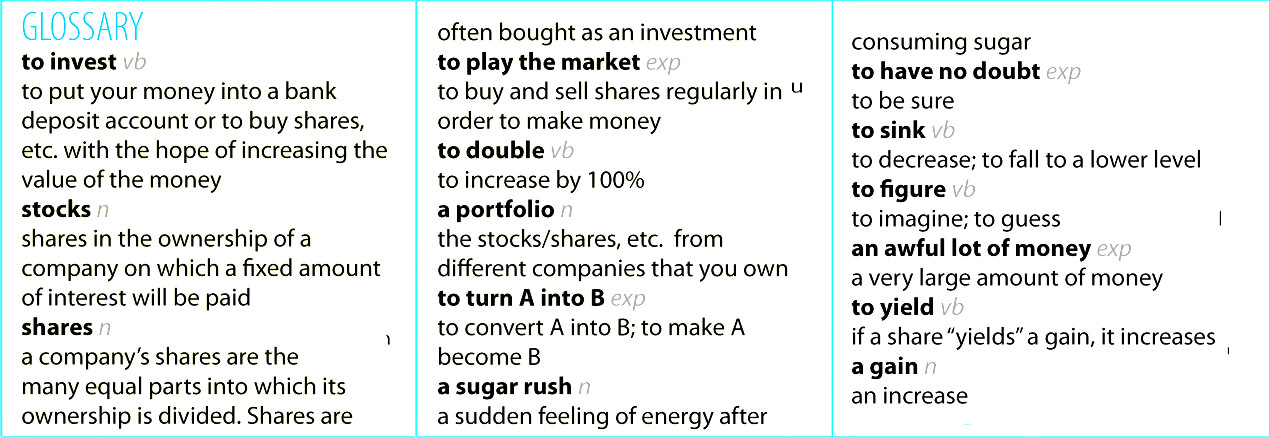 GLOSSARY
to invest vb
to put your money into a bank
deposit account or to buy shares,
etc. with the hope of increasing the
value of the money
stocks n
shares in the ownership of a
company on which a fixed amount
of interest will be paid
shares n
a company’s shares are the
many equal parts into which its
ownership is divided. Shares are
often bought as an investment
to play the market exp
to buy and sell shares regularly in u
order to make money
to double vb
to increase by 100%
a portfolio n
the stocks/shares, etc. from
different companies that you own
to turn A into B exp
to convert A into B; to make A
become B
a sugar rush n
a sudden feeling of energy after
consuming sugar
to have no doubt exp
to be sure
to sink vb
to decrease; to fall to a lower level
to figure vb
to imagine; to guess
an awful lot of money exp
a very large amount of money
to yield vb
if a share “yields” a gain, it increases
a gain n
an increase